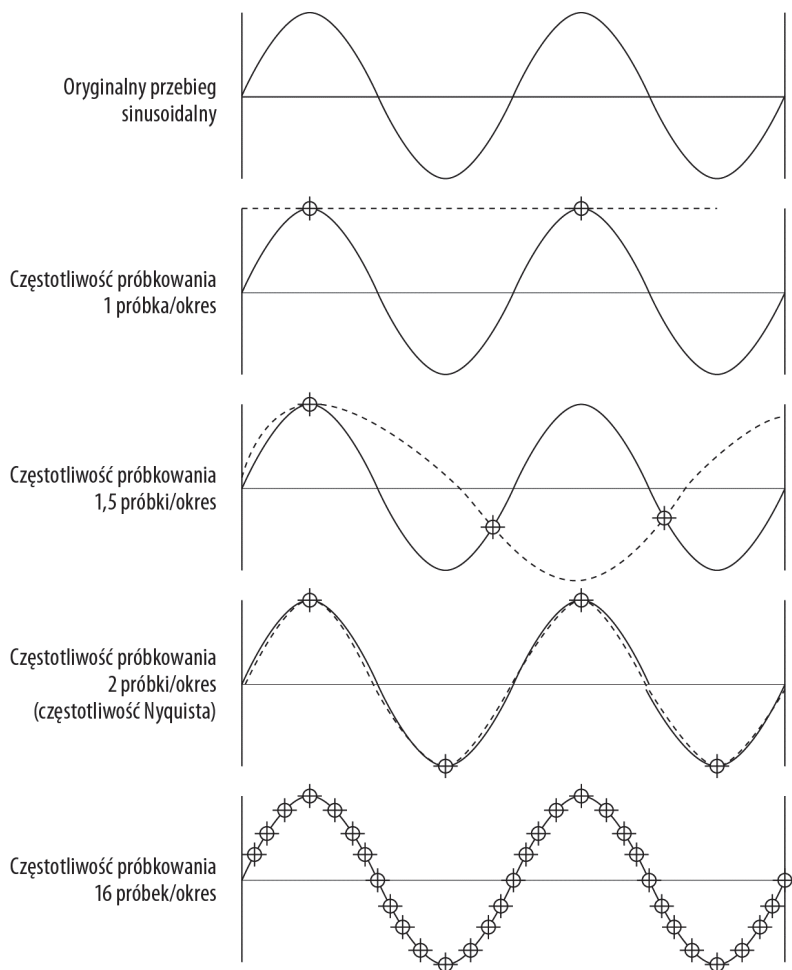 Oryginalny przebieg
sinusoidalny
Częstotliwość próbkowania
1 próbka/okres
Częstotliwość próbkowania
1,5 próbki/okres
Częstotliwość próbkowania
2 próbki/okres
(częstotliwość Nyquista)
Częstotliwość próbkowania
16 próbek/okres